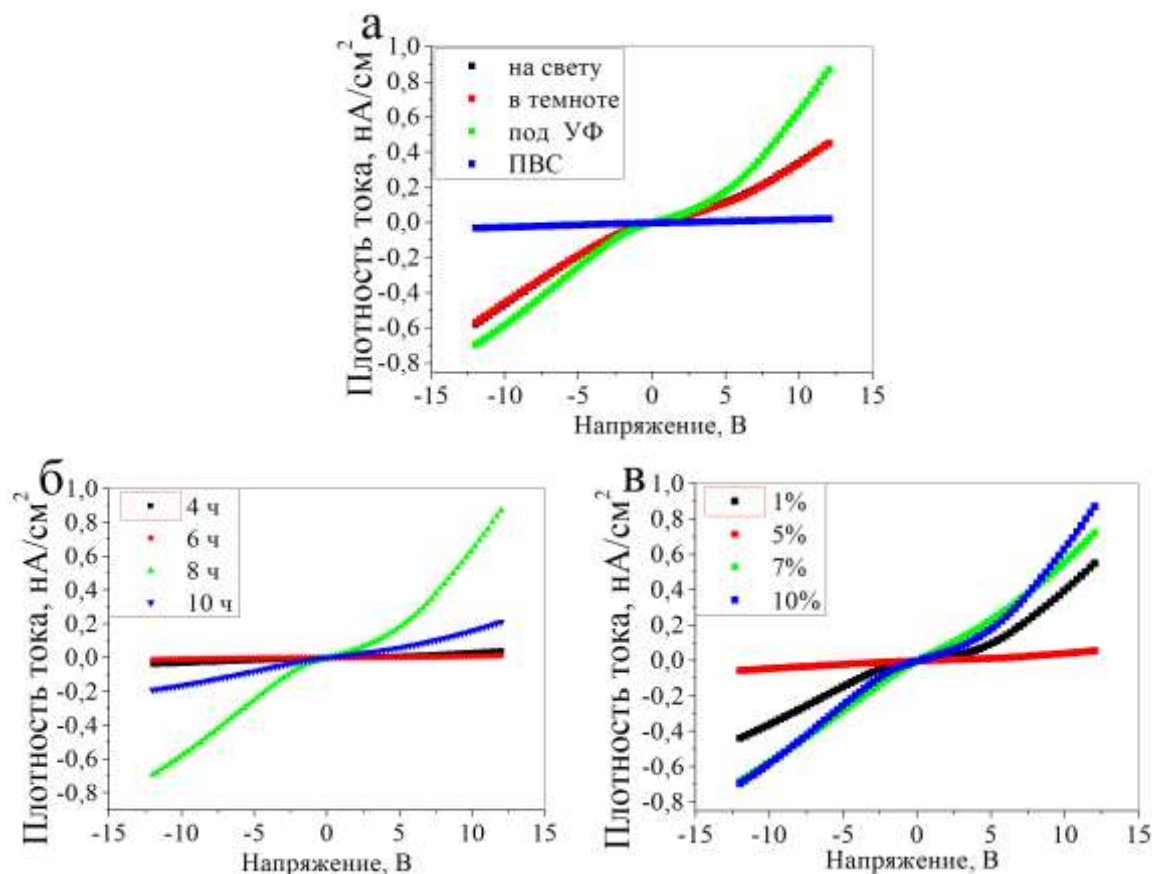 а
Плотность тока, нА/см²
1,0
0,8
0,6
0,4
0,2
0,0
-0,2
-0,4
-0,6
-0,8
на свету
в темноте
под УФ
ПВС
-15 -10 -5 0 5 10 15
Напряжение, В
б
Плотность тока, нА/см²
1,0
0,8
0,6
0,4
0,2
0,0
-0,2
-0,4
-0,6
-0,8
4 ч
6 ч
8 ч
10 ч
-15 -10 -5 0 5 10 15
Напряжение, В
в
Плотность тока, нА/см²
1,0
0,8
0,6
0,4
0,2
0,0
-0,2
-0,4
-0,6
-0,8
1%
5%
7%
10%
-15 -10 -5 0 5 10 15
Напряжение, В